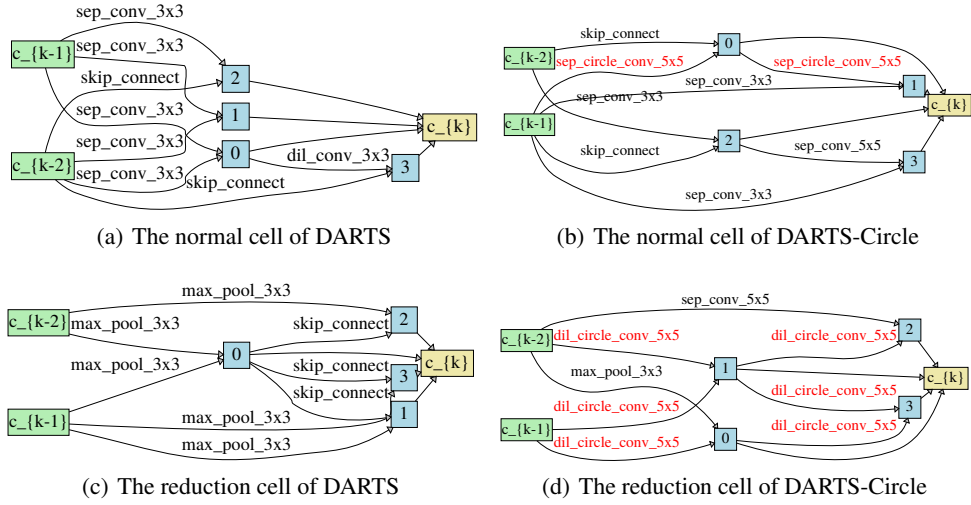 sep_conv_3x3
c_{k-1}
sep_conv_3x3
skip_connect
2
sep_conv_3x3
1
c_{k}
sep_conv_3x3
0
dil_conv_3x3
c_{k-2}
sep_conv_3x3
3
skip_connect
(a) The normal cell of DARTS
skip_connect
0
c_{k-2}
sep_circle_conv_5x5
sep_circle_conv_5x5
sep_conv_3x3
1
sep_conv_3x3
c_{k}
c_{k-1}
2
sep_conv_5x5
skip_connect
3
sep_conv_3x3
(b) The normal cell of DARTS-Circle
max_pool_3x3
c_{k-2}
max_pool_3x3
skip_connect
2
0
c_{k}
max_pool_3x3
skip_connect
3
skip_connect
c_{k-1}
max_pool_3x3
1
max_pool_3x3
(c) The reduction cell of DARTS
sep_conv_5x5
c_{k-2}
dil_circle_conv_5x5
dil_circle_conv_5x5
2
max_pool_3x3
1
c_{k}
dil_circle_conv_5x5
dil_circle_conv_5x5
3
c_{k-1}
dil_circle_conv_5x5
0
dil_circle_conv_5x5
(d) The reduction cell of DARTS-Circle